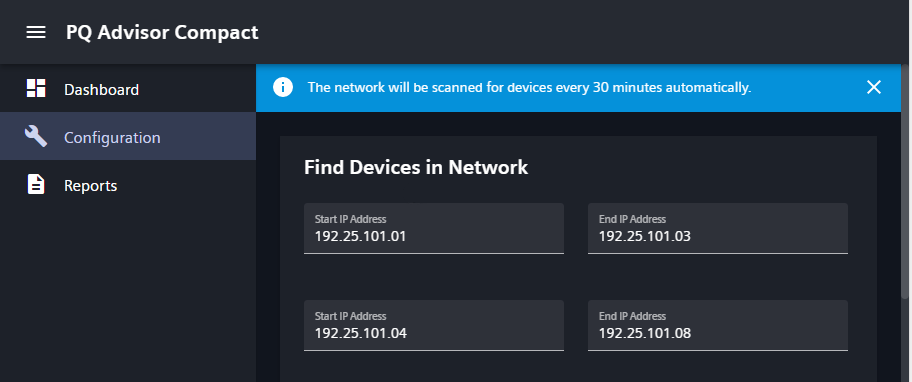 PQ Advisor Compact
Dashboard
Configuration
Reports
The network will be scanned for devices every 30 minutes automatically.
Find Devices in Network
Start IP Address
192.25.101.01
End IP Address
192.25.101.03
Start IP Address
192.25.101.04
End IP Address
192.25.101.08